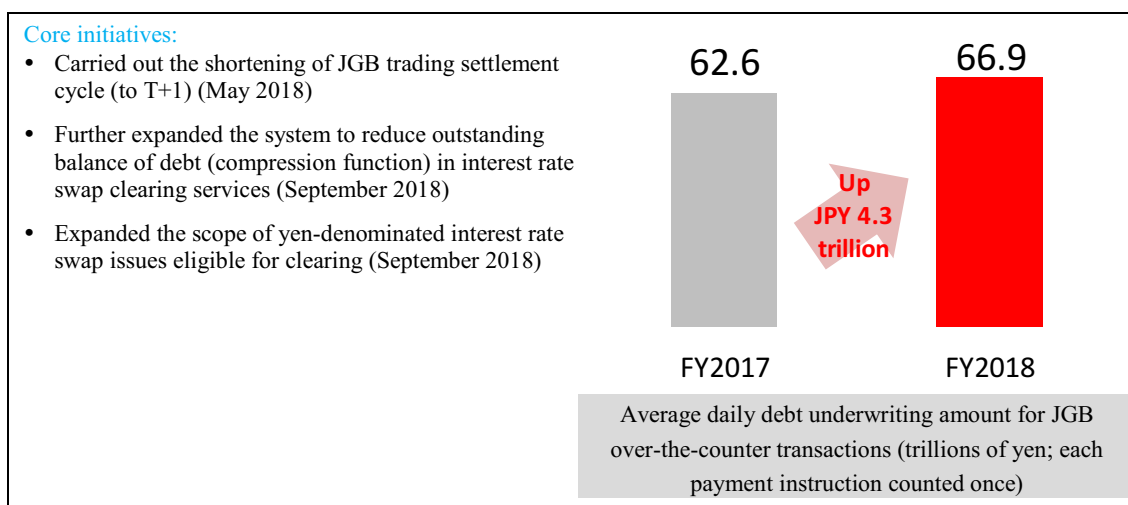 Core initiatives:
• Carried out the shortening of JGB trading settlement
cycle (to T+1) (May 2018)
• Further expanded the system to reduce outstanding
balance of debt (compression function) in interest rate
swap clearing services (September 2018)
• Expanded the scope of yen-denominated interest rate
swap issues eligible for clearing (September 2018)
62.6
66.9
Up
JPY 4.3
trillion
FY2017
FY2018
Average daily debt underwriting amount for JGB
over-the-counter transactions (trillions of yen; each
payment instruction counted once)